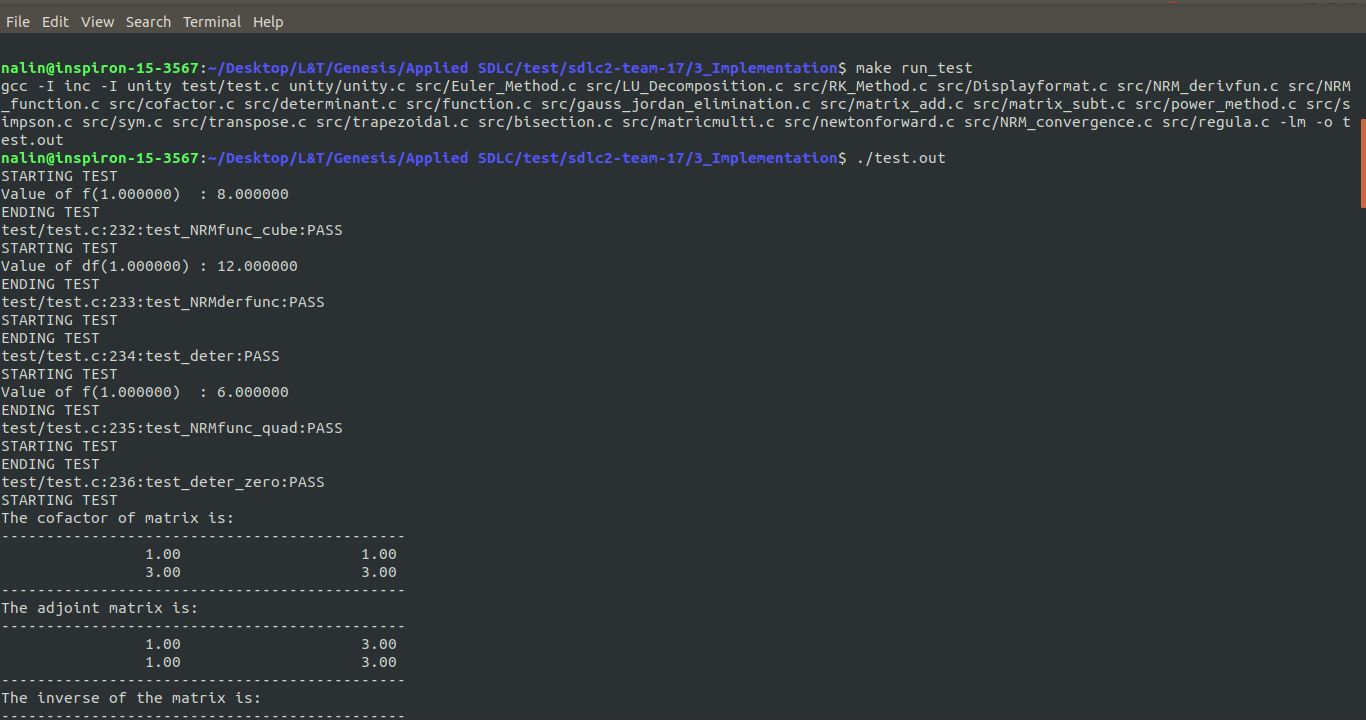 File Edit View Search Terminal Help
nalin@inspiron-15-3567:~/Desktop/L&T/Genesis/Applied SDLC/test/sdlc2-team-17/3_Implementation$ make run_test
gcc -I inc -I unity test/test.c unity/unity.c src/Euler_Method.c src/LU_Decomposition.c src/RK_Method.c src/Displayformat.c src/NRM_derivfun.c src/NRM
_function.c src/cofactor.c src/determinant.c src/function.c src/gauss_jordan_elimination.c src/matrix_add.c src/matrix_subt.c src/power_method.c src/s
impson.c src/sym.c src/transpose.c src/trapezoidal.c src/bisection.c src/matricmulti.c src/newtonforward.c src/NRM_convergence.c src/regula.c -lm -o t
est.out
nalin@inspiron-15-3567:~/Desktop/L&T/Genesis/Applied SDLC/test/sdlc2-team-17/3_Implementation$ ./test.out
STARTING TEST
Value of f(1.000000)  : 8.000000
ENDING TEST
test/test.c:232:test_NRMfunc_cube:PASS
STARTING TEST
Value of df(1.000000) : 12.000000
ENDING TEST
test/test.c:233:test_NRMderfunc:PASS
STARTING TEST
ENDING TEST
test/test.c:234:test_deter:PASS
STARTING TEST
Value of f(1.000000)  : 6.000000
ENDING TEST
test/test.c:235:test_NRMfunc_quad:PASS
STARTING TEST
ENDING TEST
test/test.c:236:test_deter_zero:PASS
STARTING TEST
The cofactor of matrix is:
---------------------------------------------
1.00 1.00
3.00 3.00
---------------------------------------------
The adjoint matrix is:
---------------------------------------------
1.00 3.00
1.00 3.00
---------------------------------------------
The inverse of the matrix is:
---------------------------------------------